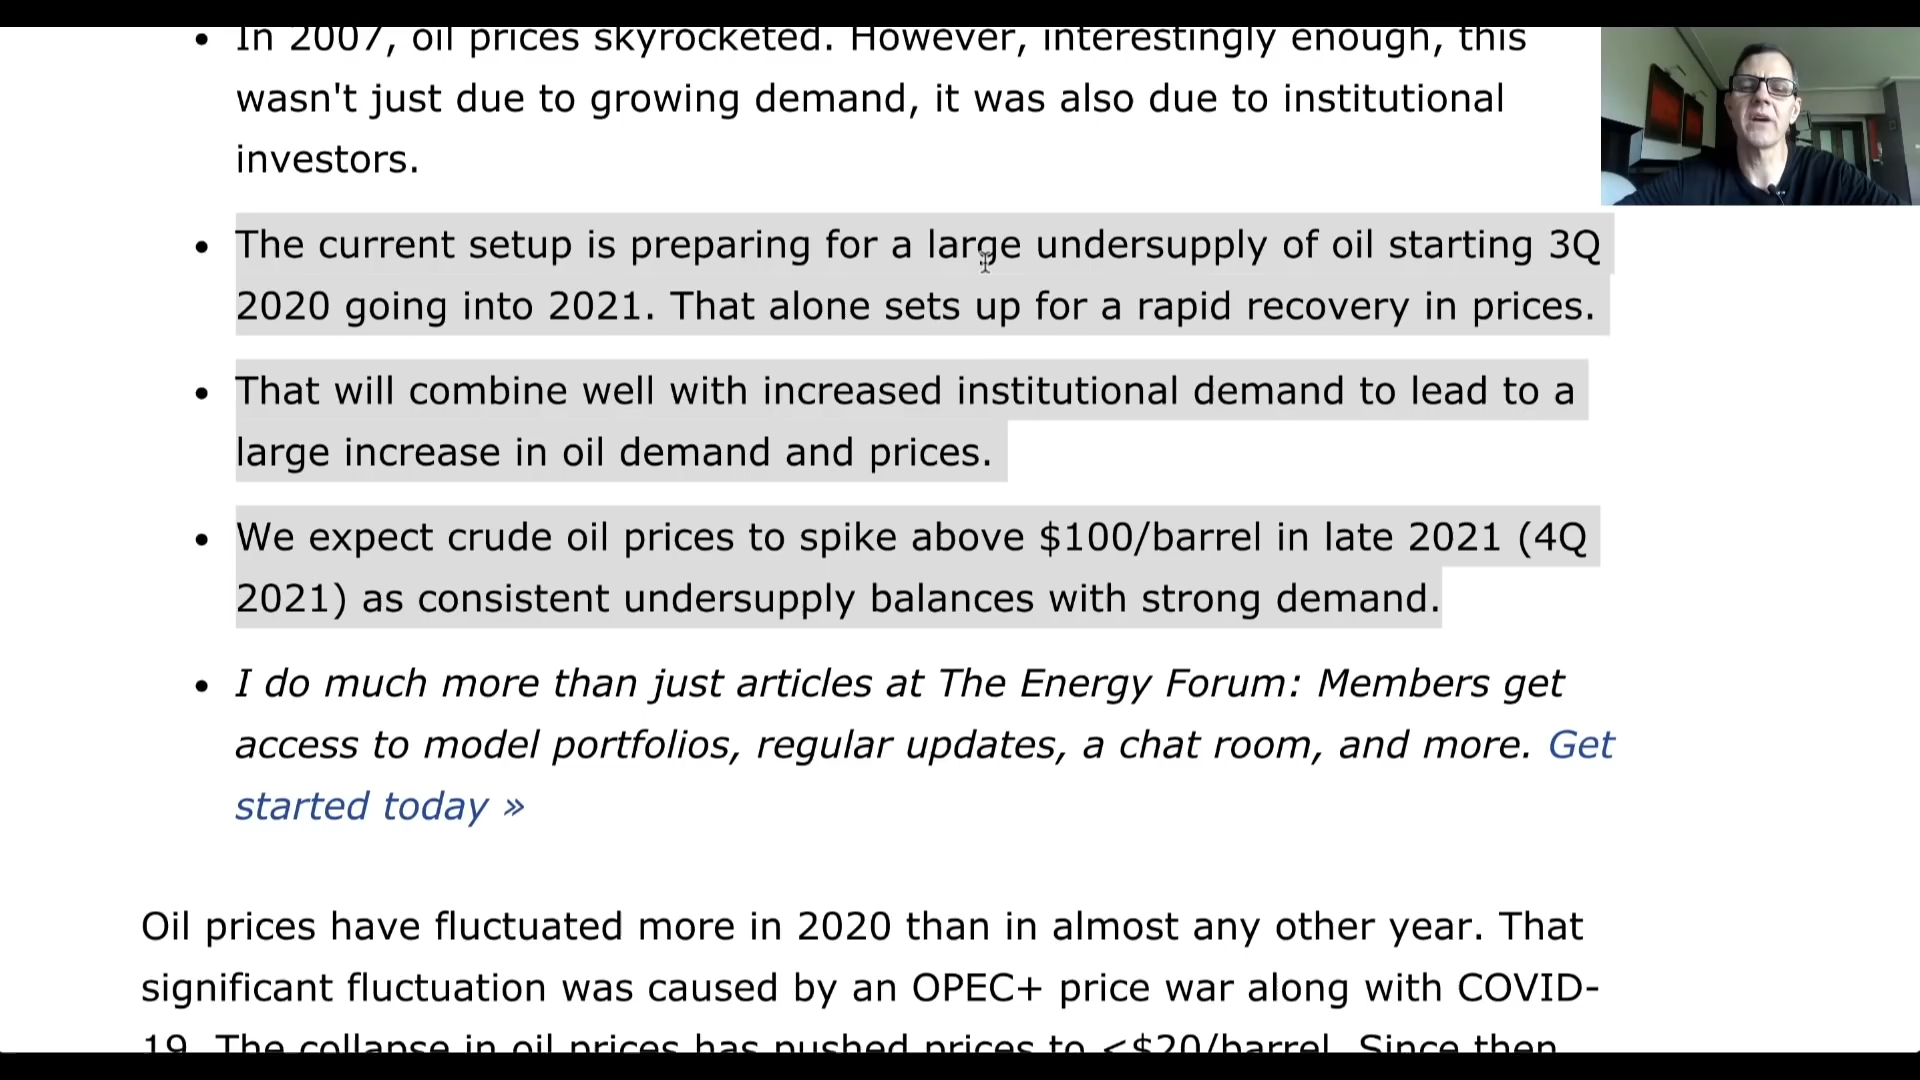 In 2007, oil prices skyrocketed. However, interestingly enough, this
wasn't just due to growing demand, it was also due to institutional
investors.
The current setup is preparing for a large undersupply of oil starting 3Q
2020 going into 2021. That alone sets up for a rapid recovery in prices.
That will combine well with increased institutional demand to lead to a
large increase in oil demand and prices.
We expect crude oil prices to spike above $100/barrel in late 2021 (4Q
2021) as consistent undersupply balances with strong demand.
I do much more than just articles at The Energy Forum: Members get
access to model portfolios, regular updates, a chat room, and more. Get
started today »
Oil prices have fluctuated more in 2020 than in almost any other year. That
significant fluctuation was caused by an OPEC+ price war along with COVID-
19. The collapse in oil prices has pushed prices to <$20/barrel. Since then